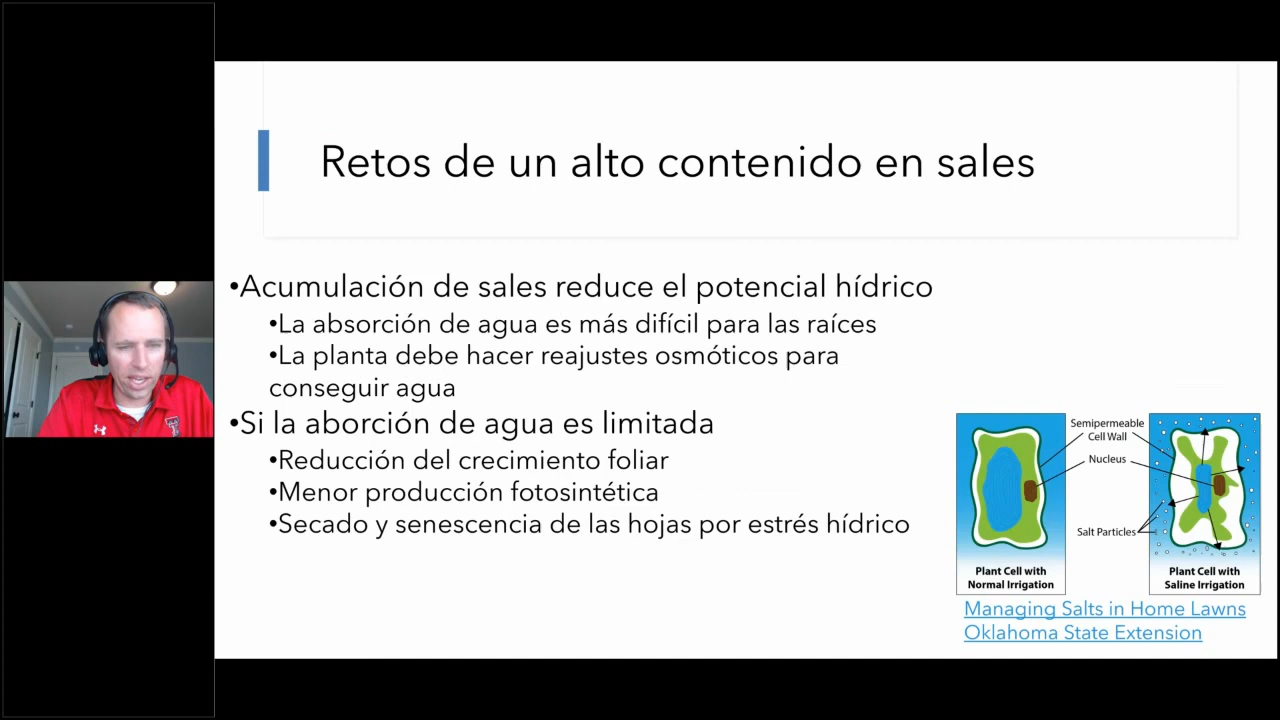 Retos de un alto contenido en sales
•Acumulación de sales reduce el potencial hídrico
•La absorción de agua es más difícil para las raíces
•La planta debe hacer reajustes osmóticos para
conseguir agua
•Si la aborción de agua es limitada
•Reducción del crecimiento foliar
•Menor producción fotosintética
•Secado y senescencia de las hojas por estrés hídrico
Semipermeable
Cell Wall
Nucleus
Salt Particles
Plant Cell with
Normal Irrigation
Plant Cell with
Saline Irrigation
Managing Salts in Home Lawns
Oklahoma State Extension